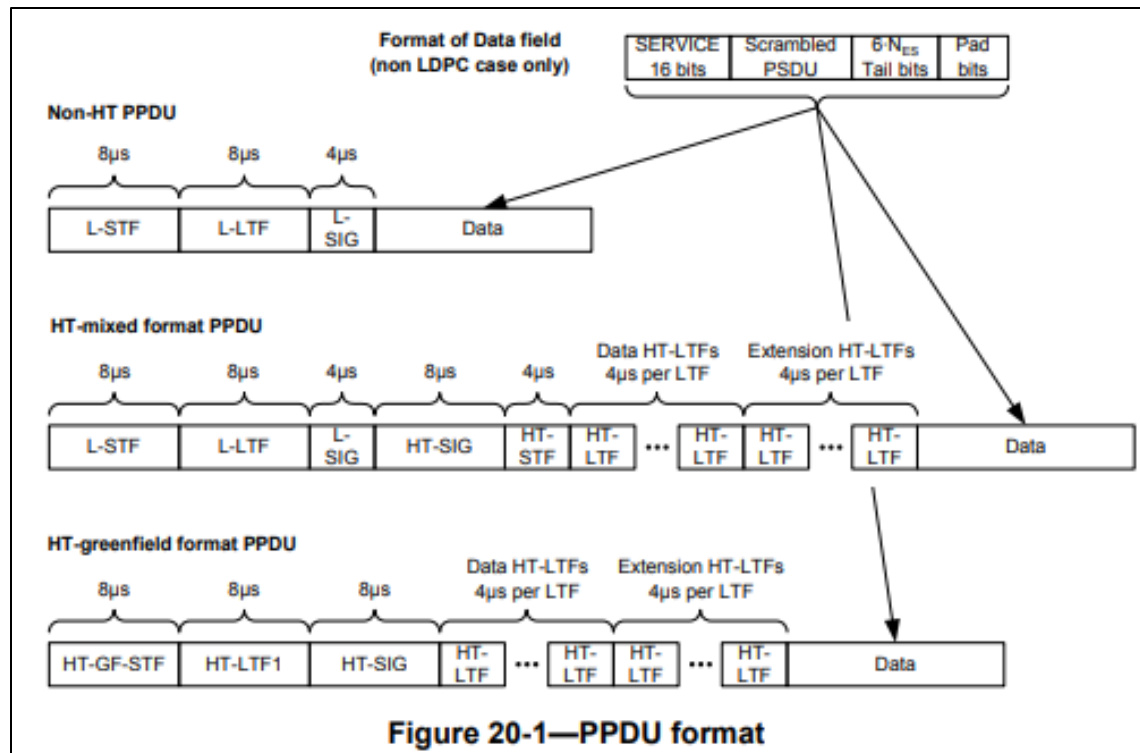 Format of Data field
(non LDPC case only)
SERVICE
16 bits
Scrambled
PSDU
6·NES
Tail bits
Pad
bits
Non-HT PPDU
8µs
8µs
4µs
L-STF
L-LTF
L-
SIG
Data
HT-mixed format PPDU
8µs
8µs
4µs
8µs
4µs
Data HT-LTFs
4µs per LTF
Extension HT-LTFs
4µs per LTF
L-STF
L-LTF
L-
SIG
HT-SIG
HT-
STF
HT-
LTF
•••
HT-
LTF
HT-
LTF
•••
HT-
LTF
Data
HT-greenfield format PPDU
8µs
8µs
8µs
Data HT-LTFs
4µs per LTF
Extension HT-LTFs
4µs per LTF
HT-GF-STF
HT-LTF1
HT-SIG
HT-
LTF
•••
HT-
LTF
HT-
LTF
•••
HT-
LTF
Data
Figure 20-1—PPDU format